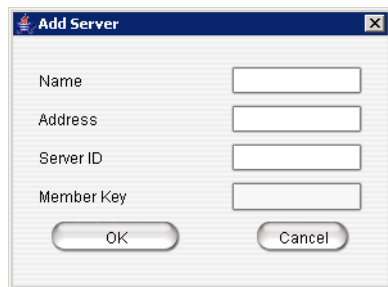 Add Server
Name
Address
Server ID
Member Key
OK Cancel